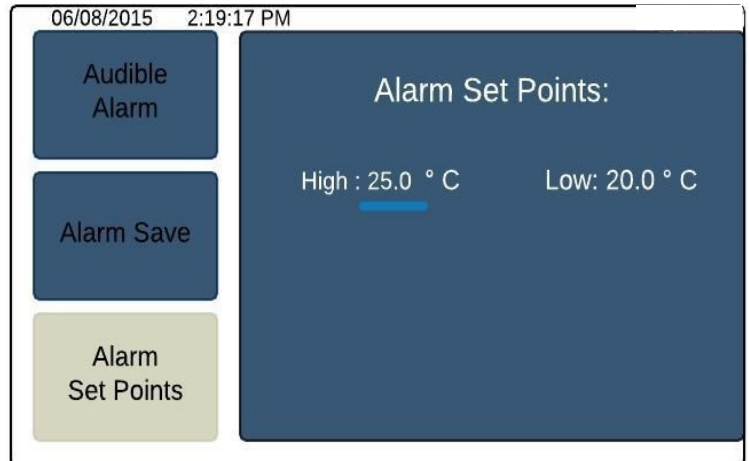 06/08/2015 2:19:17 PM
Audible
Alarm
Alarm Save
Alarm
Set Points
Alarm Set Points:
High : 25.0 ° C Low: 20.0 ° C